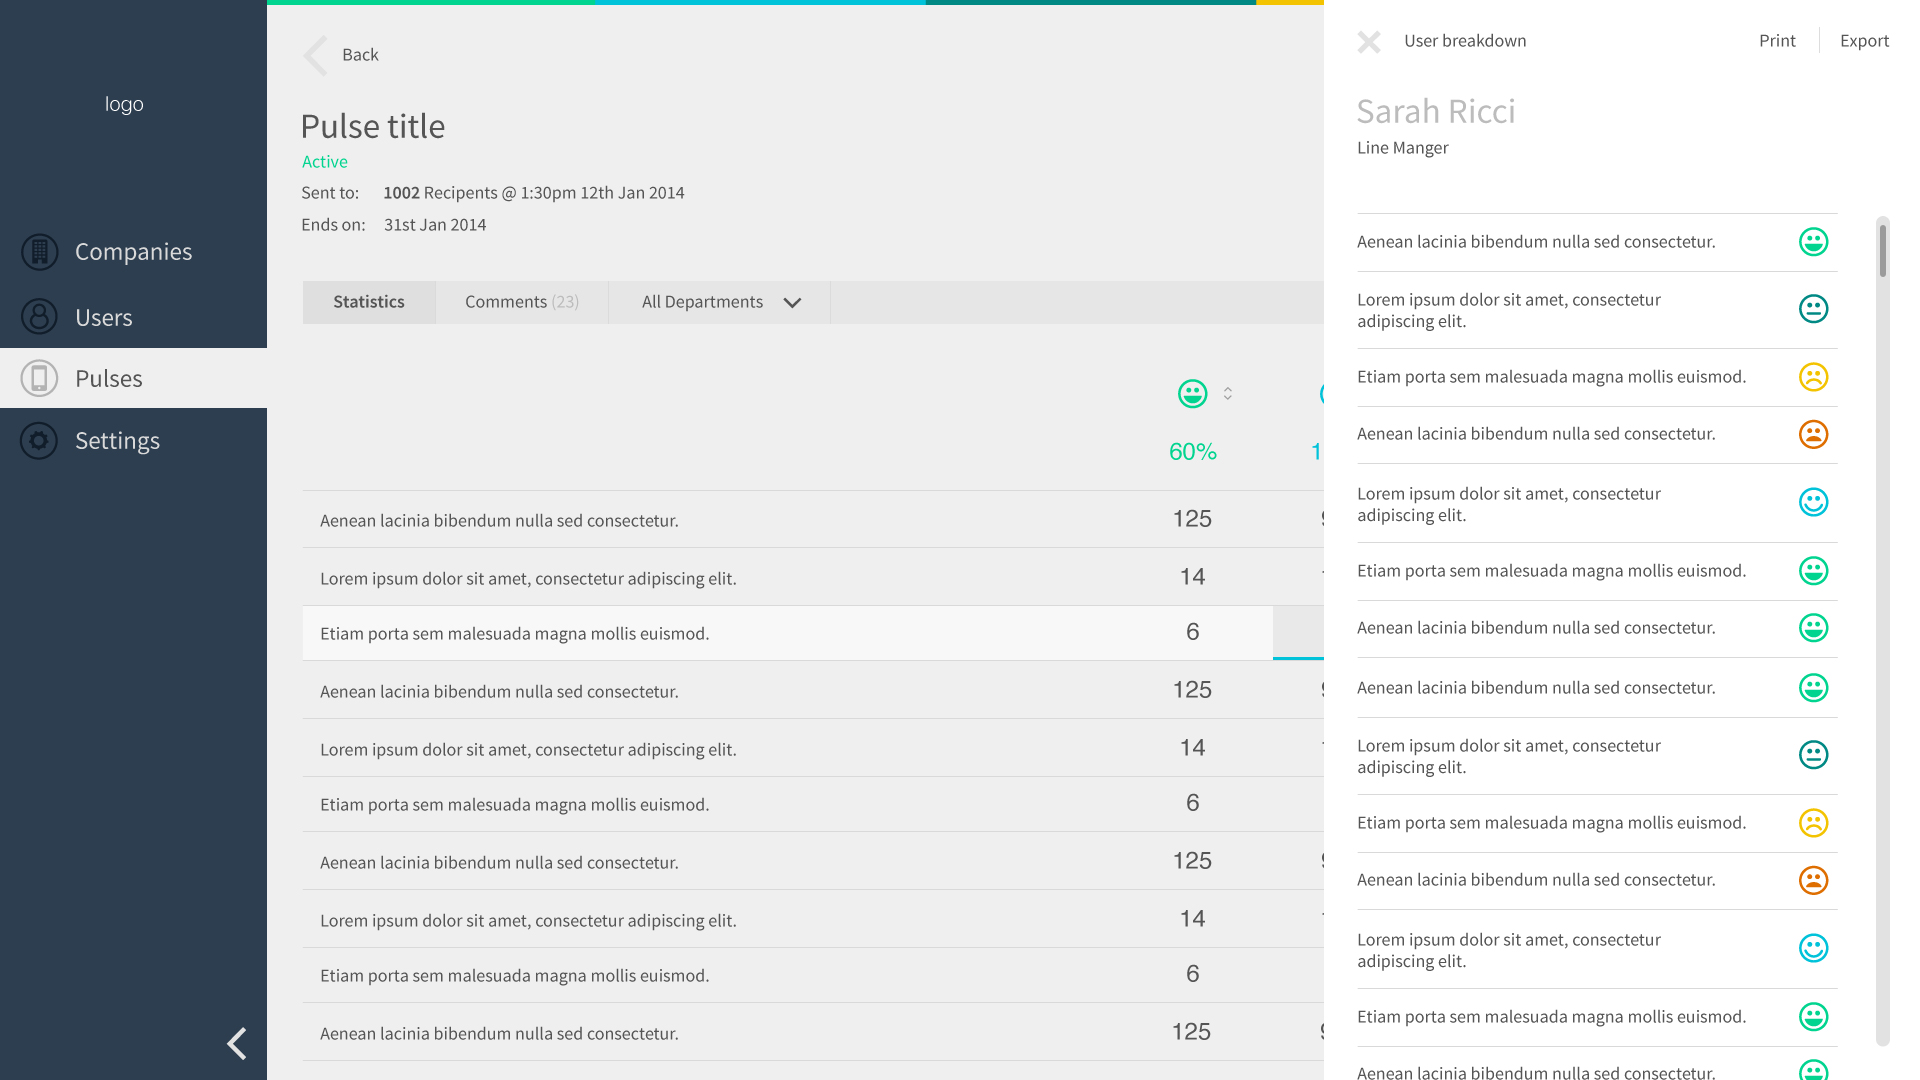 logo
Companies
Users
Pulses
Settings
Back
Pulse title
Active
Sent to: 1002 Recipents @ 1:30pm 12th Jan 2014
Ends on: 31st Jan 2014
Statistics
Comments (23)
All Departments
60%
Aenean lacinia bibendum nulla sed consectetur. 125
Lorem ipsum dolor sit amet, consectetur adipiscing elit. 14
Etiam porta sem malesuada magna mollis euismod. 6
Aenean lacinia bibendum nulla sed consectetur. 125
Lorem ipsum dolor sit amet, consectetur adipiscing elit. 14
Etiam porta sem malesuada magna mollis euismod. 6
Aenean lacinia bibendum nulla sed consectetur. 125
Lorem ipsum dolor sit amet, consectetur adipiscing elit. 14
Etiam porta sem malesuada magna mollis euismod. 6
Aenean lacinia bibendum nulla sed consectetur. 125
User breakdown
Print
Export
Sarah Ricci
Line Manger
Aenean lacinia bibendum nulla sed consectetur.
Lorem ipsum dolor sit amet, consectetur
adipiscing elit.
Etiam porta sem malesuada magna mollis euismod.
Aenean lacinia bibendum nulla sed consectetur.
Lorem ipsum dolor sit amet, consectetur
adipiscing elit.
Etiam porta sem malesuada magna mollis euismod.
Aenean lacinia bibendum nulla sed consectetur.
Aenean lacinia bibendum nulla sed consectetur.
Lorem ipsum dolor sit amet, consectetur
adipiscing elit.
Etiam porta sem malesuada magna mollis euismod.
Aenean lacinia bibendum nulla sed consectetur.
Lorem ipsum dolor sit amet, consectetur
adipiscing elit.
Etiam porta sem malesuada magna mollis euismod.
Aenean lacinia bibendum nulla sed consectetur.